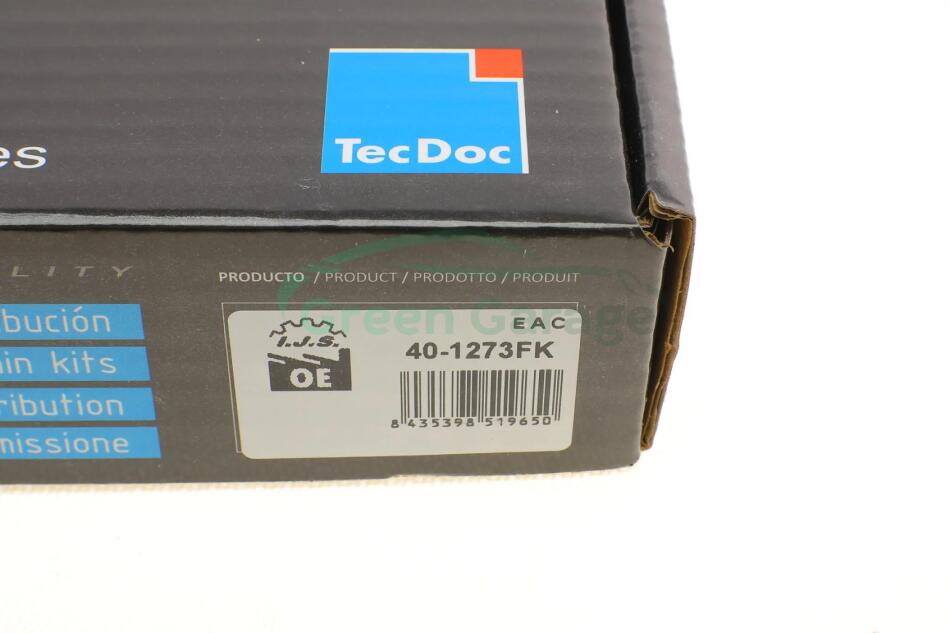 TecDoc
es
LITY
PRODUCTO / PRODUCT / PRODOTTO / PRODUIT
bución
in kits
ribution
missione
Green Garage
EAC
I.J.S.
OE
40-1273FK
8 435398 519650